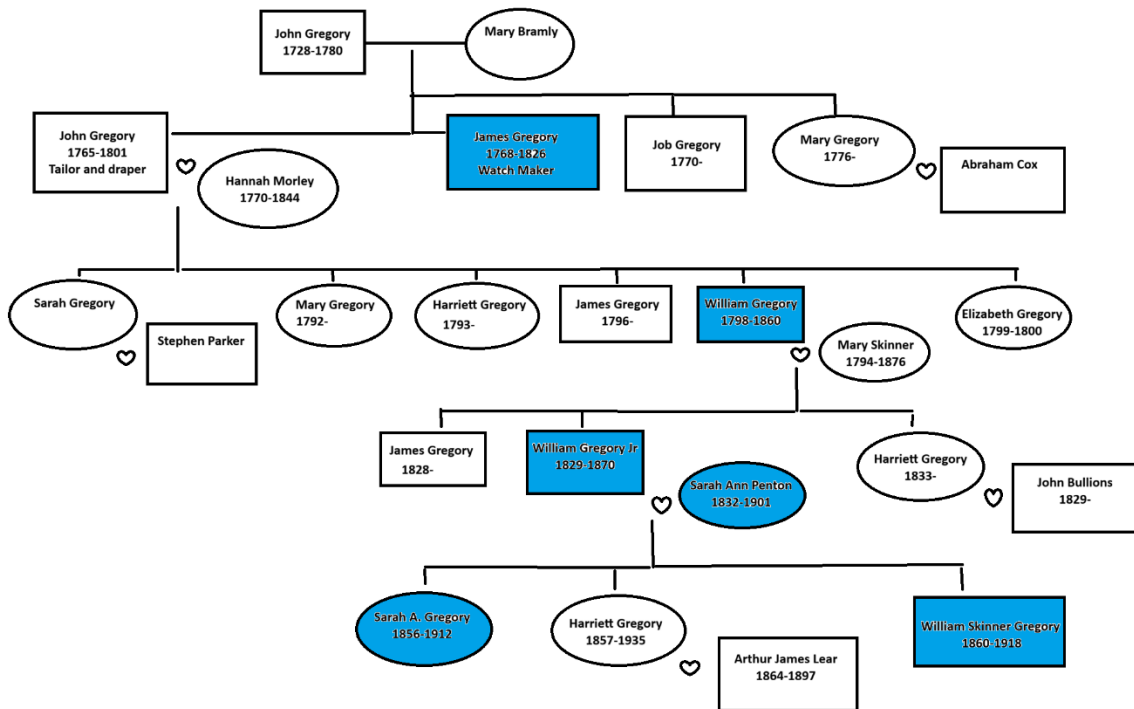 John Gregory
1728-1780
Mary Bramly
John Gregory
1765-1801
Tailor and draper
Hannah Morley
1770-1844
James Gregory
1768-1826
Watch Maker
Job Gregory
1770-
Mary Gregory
1776-
Abraham Cox
Sarah Gregory
Stephen Parker
Mary Gregory
1792-
Harriett Gregory
1793-
James Gregory
1796-
William Gregory
1798-1860
Mary Skinner
1794-1876
Elizabeth Gregory
1799-1800
James Gregory
1828-
William Gregory Jr
1829-1870
Sarah Ann Penton
1832-1901
Harriett Gregory
1833-
John Bullions
1829-
Sarah A. Gregory
1856-1912
Harriett Gregory
1857-1935
Arthur James Lear
1864-1897
William Skinner Gregory
1860-1918